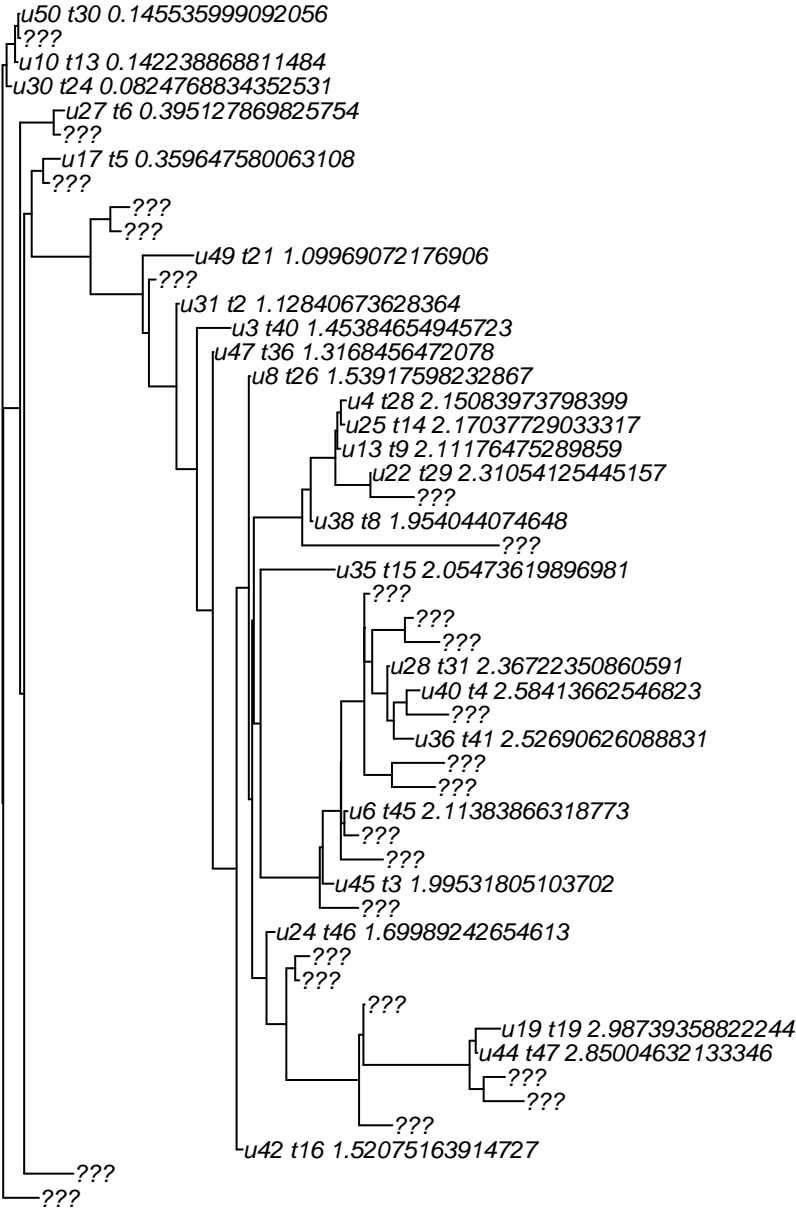 u50 t30 0.145535999092056
???
u10 t13 0.142238868811484
u30 t24 0.0824768834352531
u27 t6 0.395127869825754
???
u17 t5 0.359647580063108
???
???
???
u49 t21 1.09969072176906
???
u31 t2 1.12840673628364
u3 t40 1.45384654945723
u47 t36 1.3168456472078
u8 t26 1.53917598232867
u4 t28 2.15083973798399
u25 t14 2.17037729033317
u13 t9 2.11176475289859
u22 t29 2.31054125445157
???
u38 t8 1.954044074648
???
u35 t15 2.05473619896981
???
???
???
u28 t31 2.36722350860591
u40 t4 2.58413662546823
???
u36 t41 2.52690626088831
???
???
u6 t45 2.11383866318773
???
???
u45 t3 1.99531805103702
???
u24 t46 1.69989242654613
???
???
???
u19 t19 2.98739358822244
u44 t47 2.85004632133346
???
???
???
u42 t16 1.52075163914727
???
???